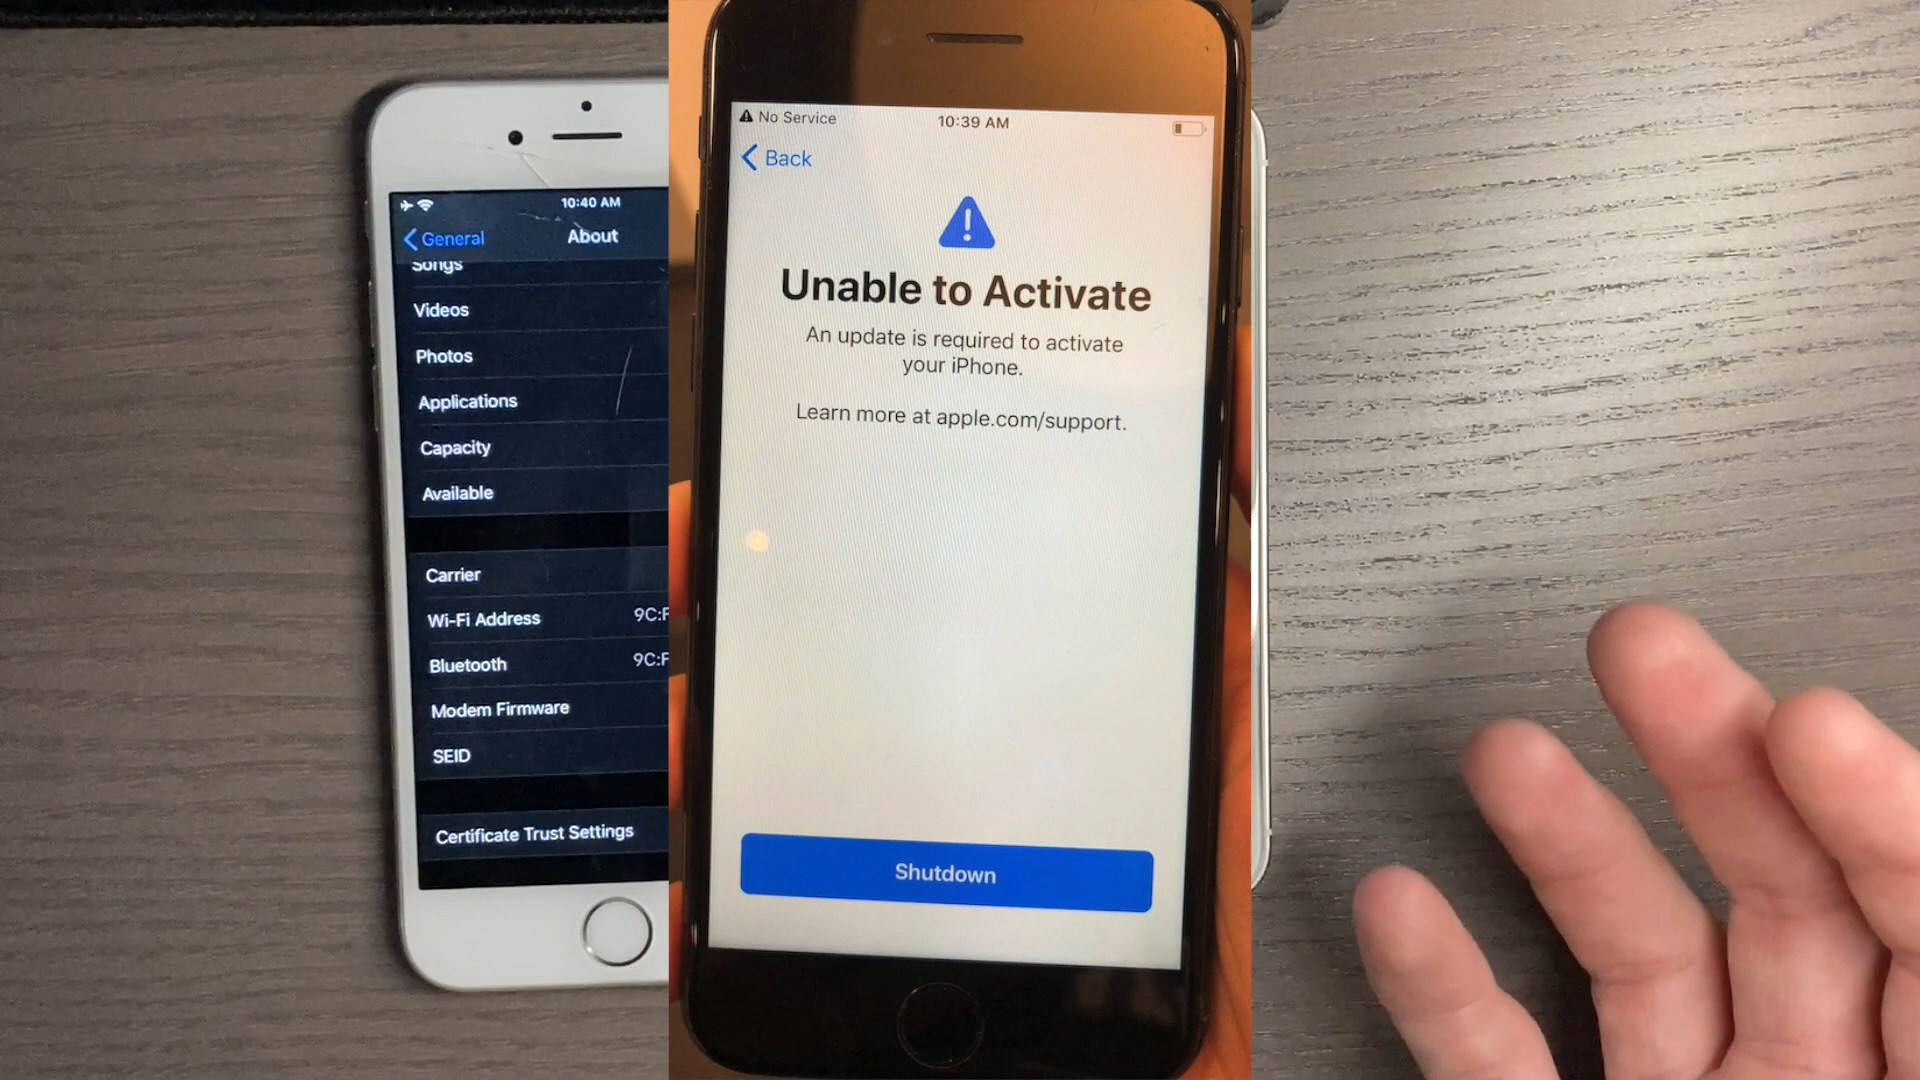 10:40 AM
General
About
Songs
Videos
Photos
Applications
Capacity
Available
Carrier
Wi-Fi Address 9C:F
Bluetooth 9C:F
Modem Firmware
SEID
Certificate Trust Settings
No Service
10:39 AM
Back
Unable to Activate
An update is required to activate
your iPhone.
Learn more at apple.com/support.
Shutdown